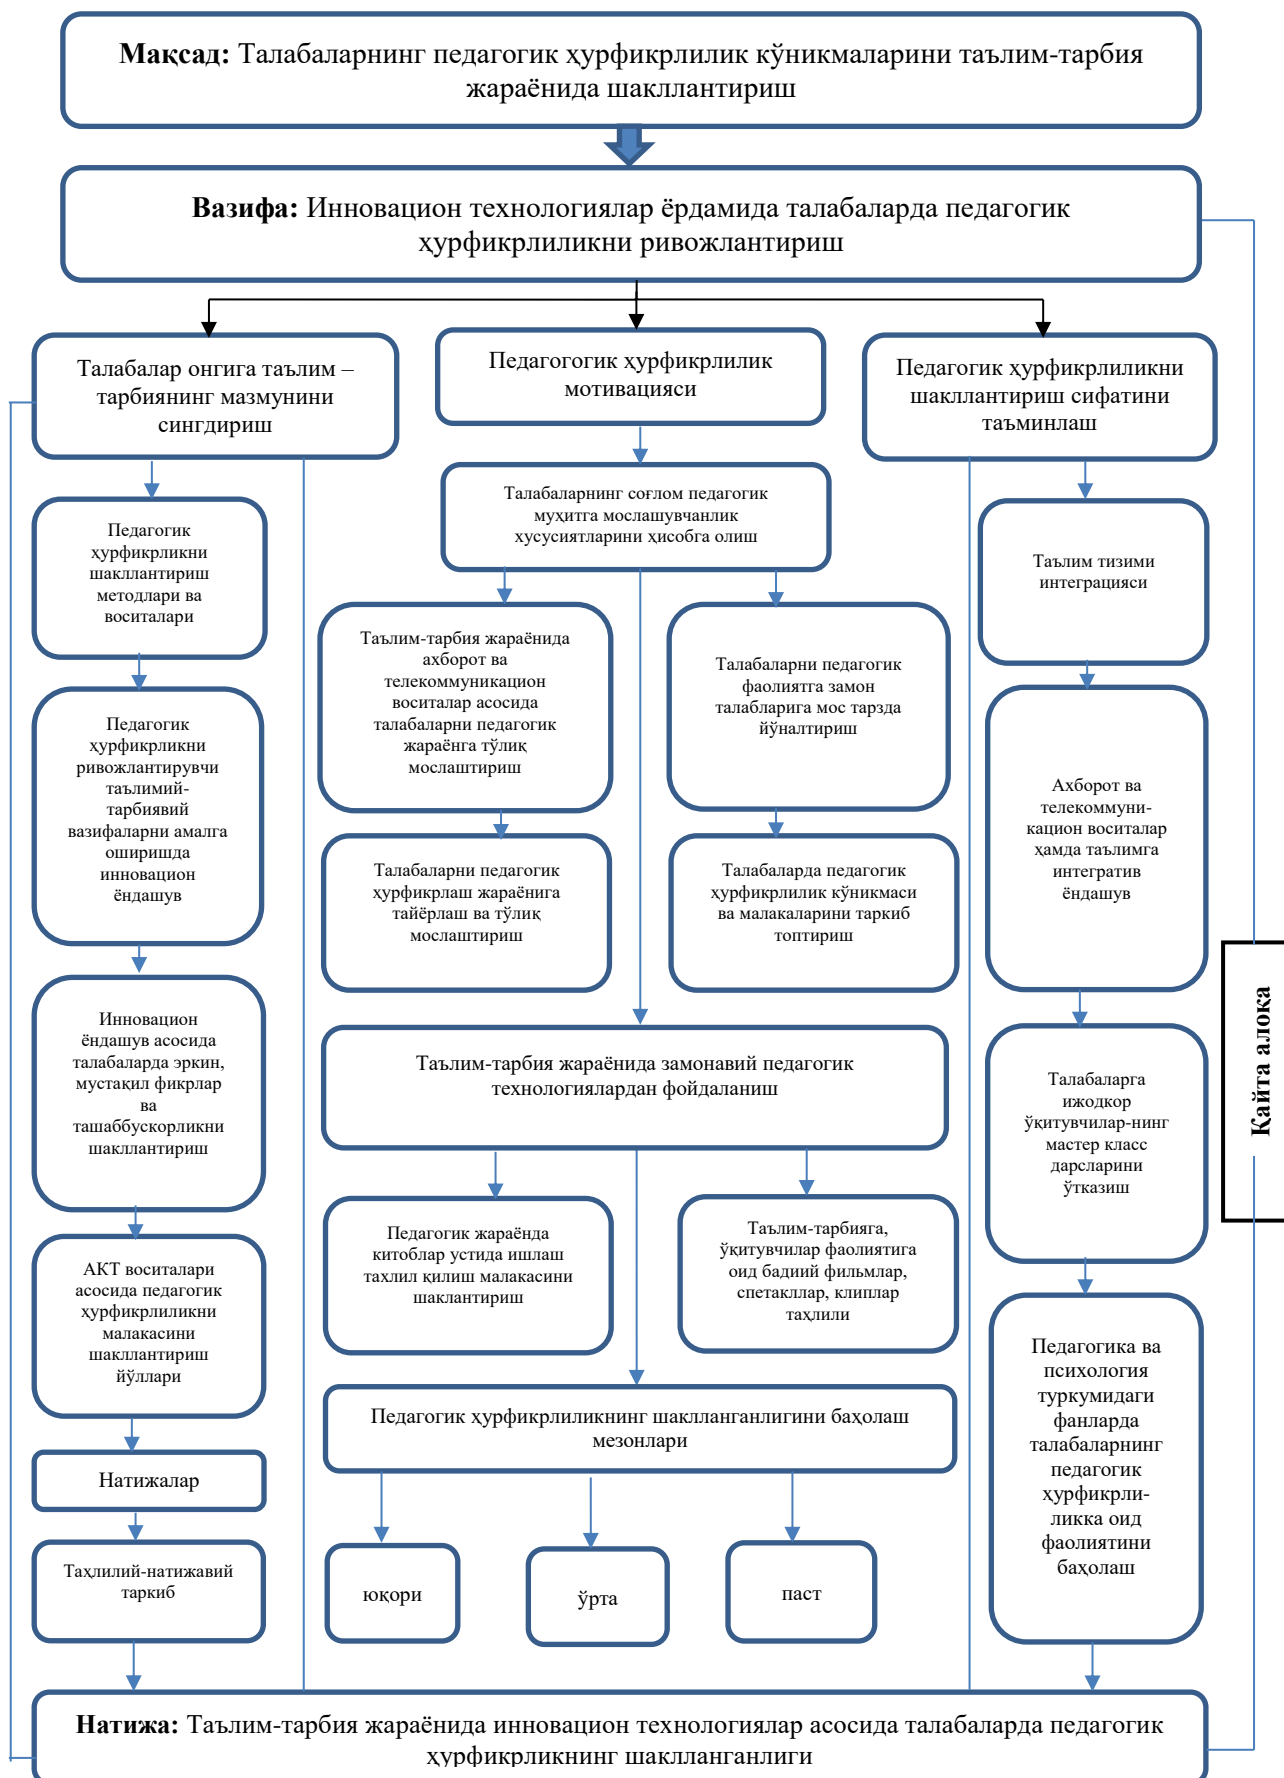 Мақсад: Талабаларнинг педагогик ҳурфикрлилик кўникмаларини таълим-тарбия
жараёнида шакллантириш
Вазифа: Инновацион технологиялар ёрдамида талабаларда педагогик
ҳурфикрлиликни ривожлантириш
Талабалар онгига таълим –
тарбиянинг мазмунини
сингдириш
Педагогогик ҳурфикрлилик
мотивацияси
Педагогик ҳурфикрлиликни
шакллантириш сифатини
таъминлаш
Педагогик
ҳурфикрликни
шакллантириш
методлари ва
воситалари
Педагогик
ҳурфикрликни
ривожлантирувчи
таълимий-
тарбиявий
вазифаларни амалга
оширишда
инновацион
ёндашув
Инновацион
ёндашув асосида
талабаларда эркин,
мустақил фикрлар
ва
ташаббускорликни
шакллантириш
АКТ воситалари
асосида педагогик
ҳурфикрлиликни
малакасини
шакллантириш
йўллари
Натижалар
Таҳлилий-натижавий
таркиб
Талабаларнинг соғлом педагогик
муҳитга мослашувчанлик
хусусиятларини ҳисобга олиш
Таълим-тарбия жараёнида
ахборот ва
телекоммуникацион
воситалар асосида
талабаларни педагогик
жараёнга тўлиқ
мослаштириш
Талабаларни педагогик
фаолиятга замон
талабларига мос тарзда
йўналтириш
Талабаларни педагогик
ҳурфикрлаш жараёнига
тайёрлаш ва тўлиқ
мослаштириш
Талабаларда педагогик
ҳурфикрлилик кўникмаси
ва малакаларини таркиб
топтириш
Таълим-тарбия жараёнида замонавий педагогик
технологиялардан фойдаланиш
Педагогик жараёнда
китоблар устида ишлаш
тахлил қилиш малакасини
шаклантириш
Таълим-тарбияга,
ўқитувчилар фаолиятига
оид бадиий фильмлар,
спетакллар, клиплар
таҳлили
Педагогик ҳурфикрлиликнинг шаклланганлигини баҳолаш
мезонлари
юқори
ўрта
паст
Таълим тизими
интеграцияси
Ахборот ва
телекоммуни-
кацион воситалар
ҳамда таълимга
интегратив
ёндашув
Талабаларга
ижодкор
ўқитувчилар-нинг
мастер класс
дарсларини
ўтказиш
Педагогика ва
психология
туркумидаги
фанларда
талабаларнинг
педагогик
ҳурфикрли-
ликка оид
фаолиятини
баҳолаш
Қайта алоқа
Натижа: Таълим-тарбия жараёнида инновацион технологиялар асосида талабаларда педагогик
ҳурфикрликнинг шаклланганлиги